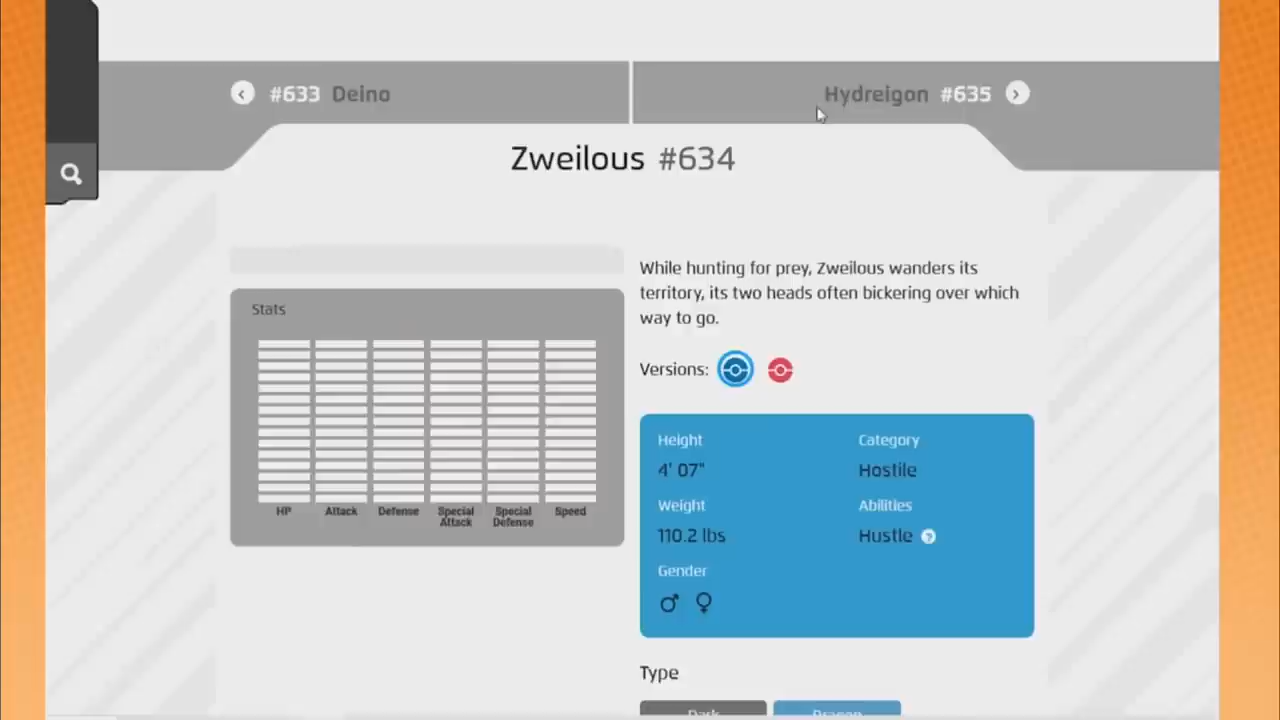 #633 Deino
Hydreigon #635
Zweilous #634
Stats
HP Attack Defense Special Attack Special Defense Speed
While hunting for prey, Zweilous wanders its
territory, its two heads often bickering over which
way to go.
Versions:
Height
4' 07"
Weight
110.2 lbs
Gender
Category
Hostile
Abilities
Hustle ?
Type
Dark Dragon